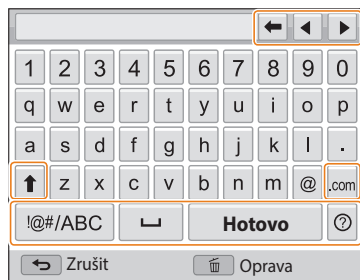 1 2 3 4 5 6 7 8 9 0
q w e r t y u i o p
a s d f g h j k l .
z x c v b n m @ .com
!@#/ABC Hotovo ?
Zrušit Oprava